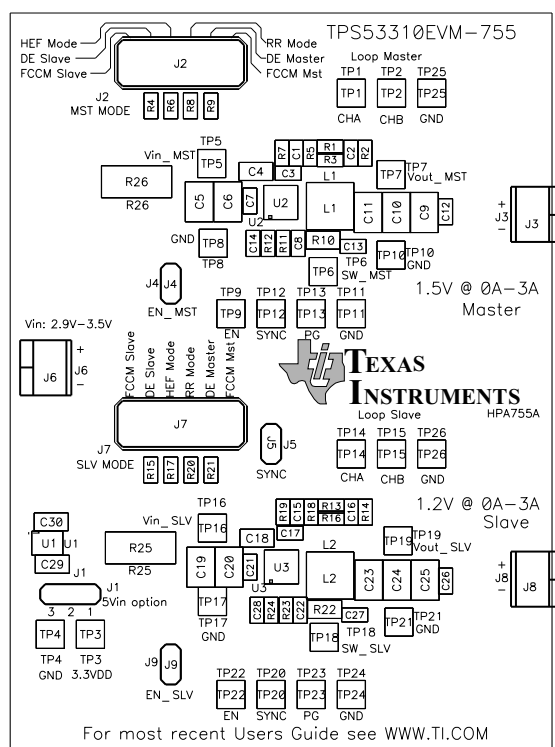 TPS53310EVM-755
HEF Mode
DE Slave
FCCM Slave
RR Mode
DE Master
FCCM Mst
J2
J2
MST MODE
R4
R6
R8
R9
Loop Master
TP1
TP2
TP25
TP1
TP2
TP25
CHA
CHB
GND
Vin_MST
TP5
TP5
R26
R26
C4
C3
R7
C1
R5
R1
R3
C2
R2
L1
L1
TP7
TP7
Vout_MST
C5
C6
C7
U2
U2
C11
C10
C9
C12
J3
J3
+
-
GND
TP8
TP8
C14
R12
R11
C8
R10
C13
TP6
TP6
SW_MST
TP10
TP10
GND
J4
J4
EN_MST
TP9
TP12
TP13
TP11
TP9
TP12
TP13
TP11
EN
SYNC
PG
GND
1.5V @ 0A-3A
Master
Vin: 2.9V-3.5V
J6
J6
+
-
FCCM Slave
DE Slave
HEF Mode
RR Mode
DE Master
FCCM Mst
TEXAS
INSTRUMENTS
HPA755A
J7
J7
SLV MODE
R15
R17
R20
R21
J5
J5
SYNC
Loop Slave
TP14
TP15
TP26
TP14
TP15
TP26
CHA
CHB
GND
1.2V @ 0A-3A
Slave
C30
U1
U1
C29
J1
J1
5Vin option
3 2 1
TP4
TP3
TP4
TP3
GND
3.3VDD
Vin_SLV
TP16
TP16
R25
R25
C18
C17
R19
C15
R18
R13
R16
C16
R14
L2
L2
TP19
TP19
Vout_SLV
C19
C20
C21
U3
U3
C23
C24
C25
C26
J8
J8
+
-
TP17
TP17
GND
C28
R24
R23
C22
R22
C27
TP18
TP18
SW_SLV
TP21
TP21
GND
J9
J9
EN_SLV
TP22
TP20
TP23
TP24
TP22
TP20
TP23
TP24
EN
SYNC
PG
GND
For most recent Users Guide see WWW.TI.COM